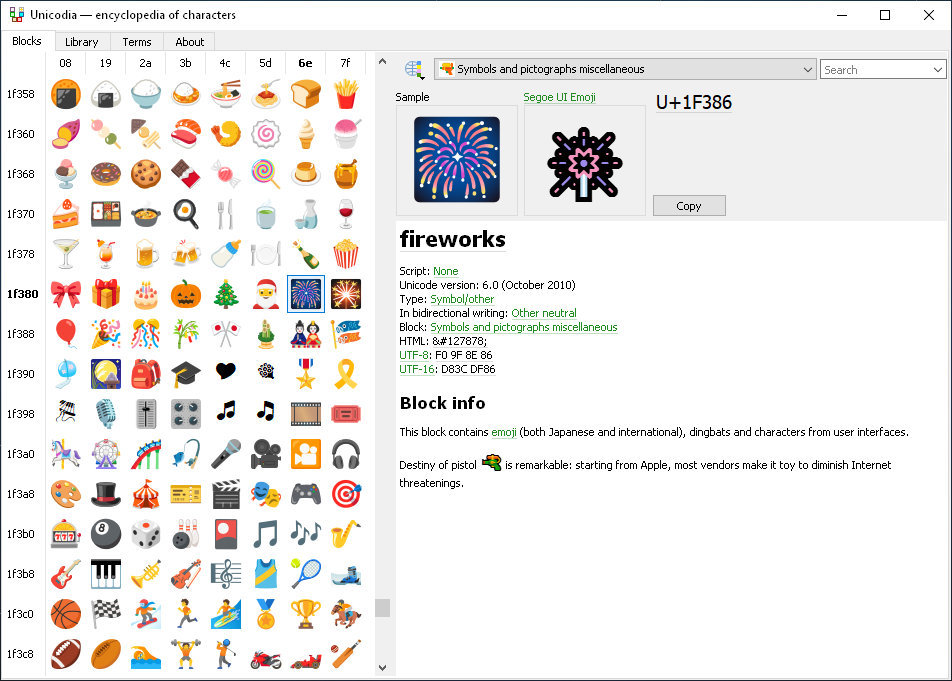 Unicodia — encyclopedia of characters
Blocks
Library
Terms
About
08 19 2a 3b 4c 5d 6e 7f
1f358
1f360
1f368
1f370
1f378
1f380
1f388
1f390
1f398
1f3a0
1f3a8
1f3b0
1f3b8
1f3c0
1f3c8
Symbols and pictographs miscellaneous
Search
Sample
Segoe UI Emoji
U+1F386
Copy
fireworks
Script: None
Unicode version: 6.0 (October 2010)
Type: Symbol/other
In bidirectional writing: Other neutral
Block: Symbols and pictographs miscellaneous
HTML: &#127878;
UTF-8: F0 9F 8E 86
UTF-16: D83C DF86
Block info
This block contains emoji (both Japanese and international), dingbats and characters from user interfaces.
Destiny of pistol is remarkable: starting from Apple, most vendors make it toy to diminish Internet
threatenings.